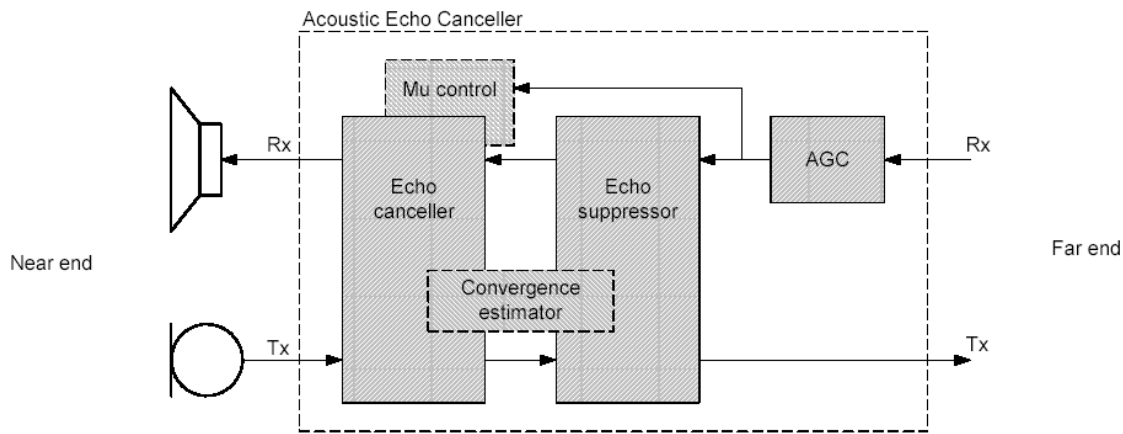 Acoustic Echo Canceller
Mu control
Rx
AGC
Rx
Echo
canceller
Echo
suppressor
Near end
Far end
Convergence
estimator
Tx
Tx